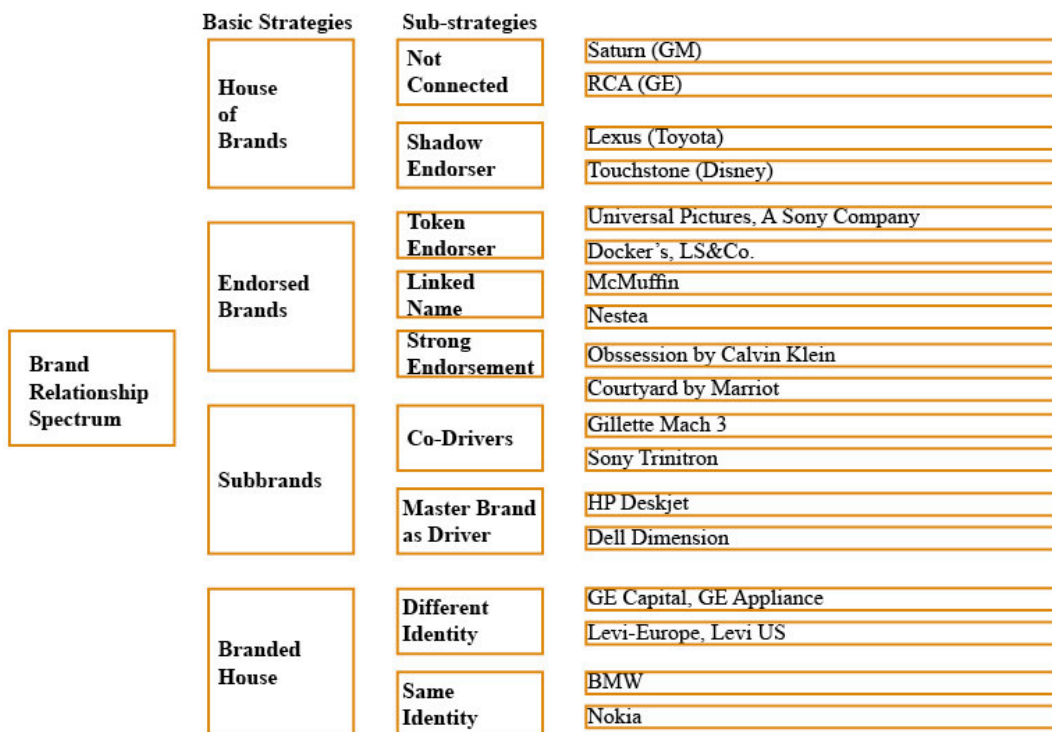 Basic Strategies
Sub-strategies
Brand
Relationship
Spectrum
House
of
Brands
Not
Connected
Saturn (GM)
RCA (GE)
Shadow
Endorser
Lexus (Toyota)
Touchstone (Disney)
Endorsed
Brands
Token
Endorser
Universal Pictures, A Sony Company
Docker’s, LS&Co.
Linked
Name
McMuffin
Nestea
Strong
Endorsement
Obssession by Calvin Klein
Courtyard by Marriot
Subbrands
Co-Drivers
Gillette Mach 3
Sony Trinitron
Master Brand
as Driver
HP Deskjet
Dell Dimension
Branded
House
Different
Identity
GE Capital, GE Appliance
Levi-Europe, Levi US
Same
Identity
BMW
Nokia